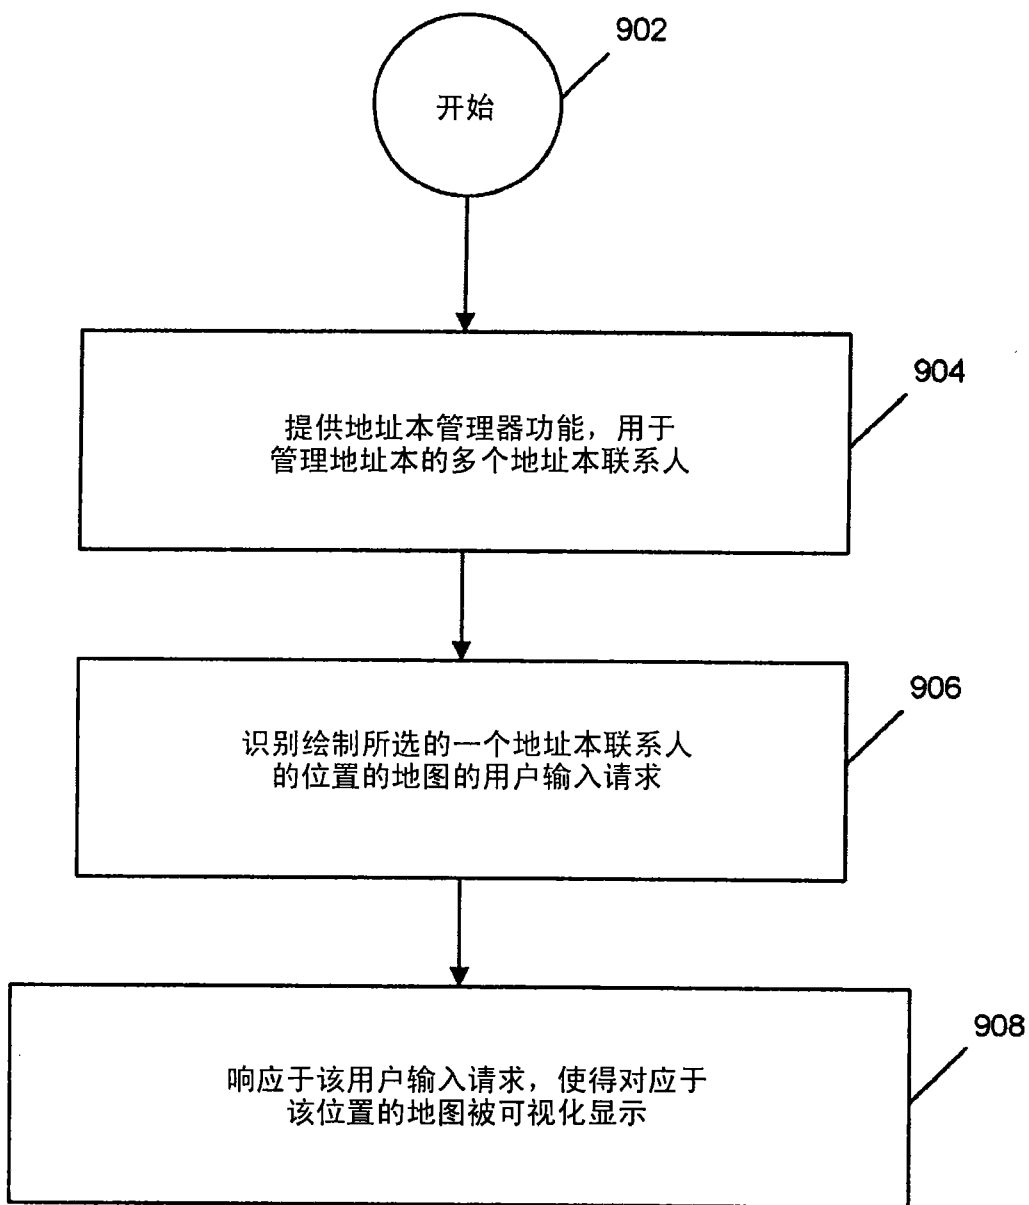 902
开始
904
提供地址本管理器功能，用于
管理地址本的多个地址本联系人
906
识别绘制所选的一个地址本联系人
的位置的地图的用户输入请求
908
响应于该用户输入请求，使得对应于
该位置的地图被可视化显示